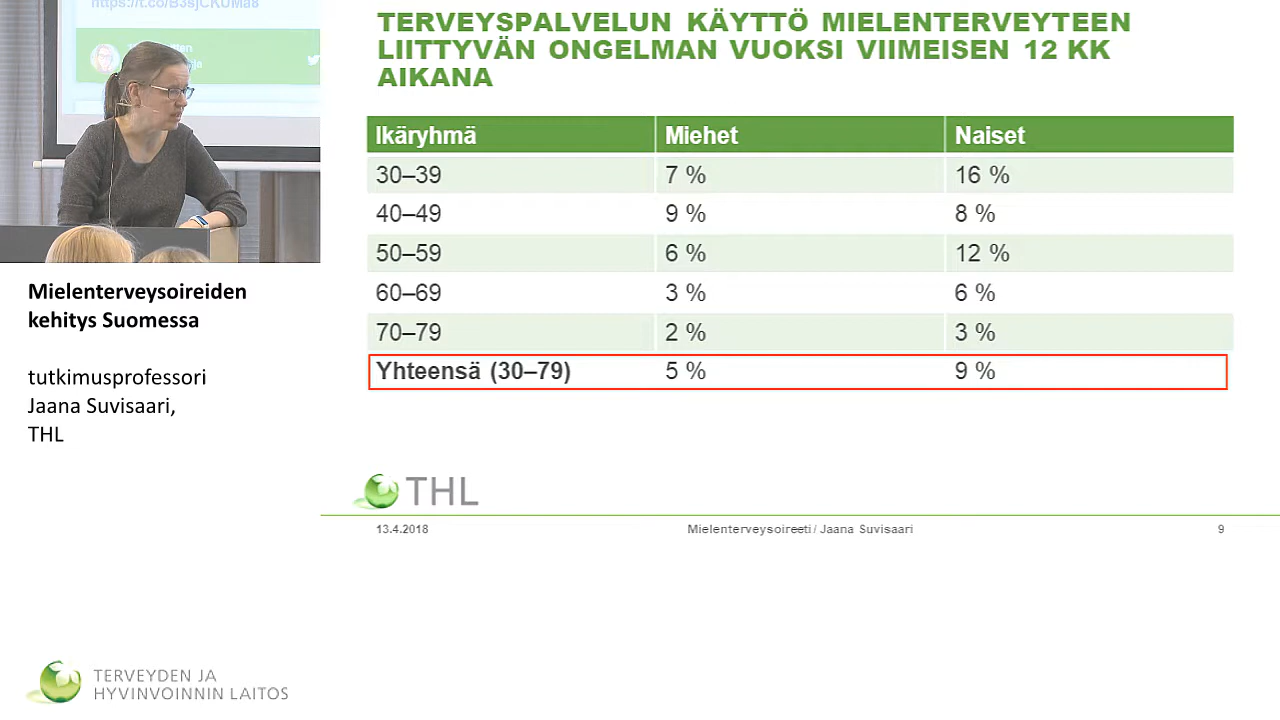 https://t.co/B3sjCKUMa8
TERVEYSPALVELUN KÄYTTÖ MIELENTERVEYTEEN
LIITTYVÄN ONGELMAN VUOKSI VIIMEISEN 12 KK
AIKANA
Ikäryhmä Miehet Naiset
30–39 7 % 16 %
40–49 9 % 8 %
50–59 6 % 12 %
60–69 3 % 6 %
70–79 2 % 3 %
Yhteensä (30–79) 5 % 9 %
Mielenterveysoireiden
kehitys Suomessa
tutkimusprofessori
Jaana Suvisaari,
THL
THL
13.4.2018 Mielenterveysoireeti / Jaana Suvisaari 9
TERVEYDEN JA
HYVINVOINNIN LAITOS